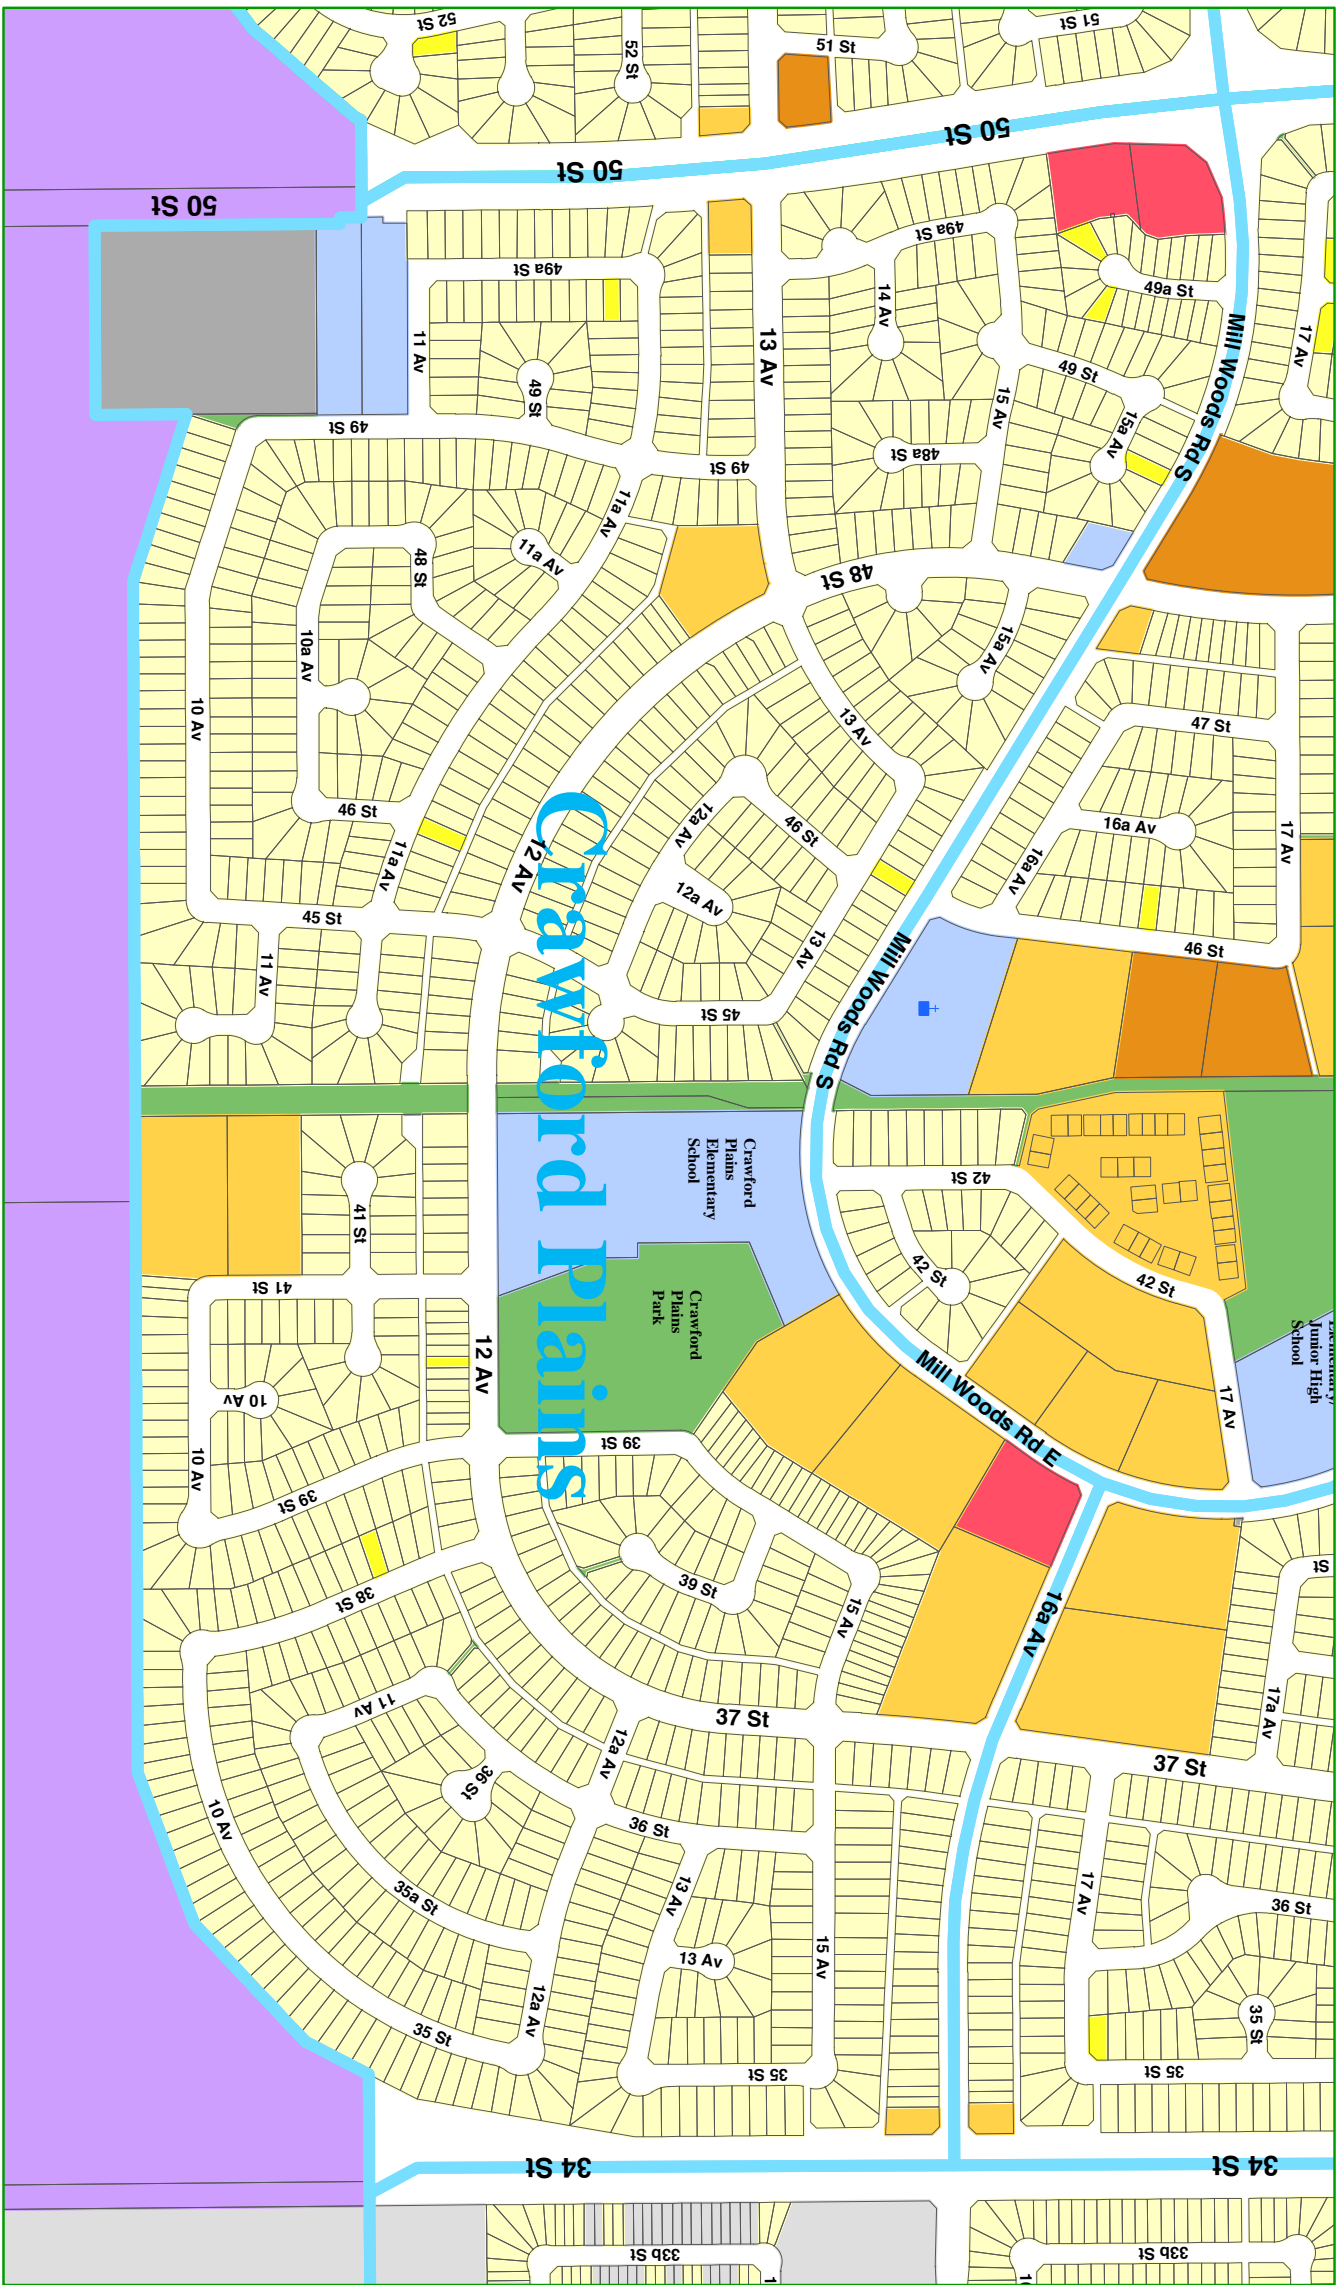 52 St
52 St
51 St
51 St
50 St
50 St
50 St
49a St
49a St
49a St
11 Av
49 St
13 Av
14 Av
15 Av
49 St
15a Av
Mill Woods Rd S
17 Av
49 St
48a St
49 St
11a Av
11a Av
48 St
48 St
10a Av
10 Av
15a Av
13 Av
47 St
46 St
12a Av
46 St
16a Av
16a Av
17 Av
11a Av
12 Av
12a Av
45 St
13 Av
46 St
11 Av
45 St
Mill Woods Rd S
Crawford Plains
Crawford
Plains
Elementary
School
42 St
41 St
42 St
42 St
41 St
Crawford
Plains
Park
Elementary/
Junior High
School
12 Av
Mill Woods Rd E
17 Av
10 Av
10 Av
39 St
39 St
39 St
38 St
15 Av
16a Av
St
11 Av
37 St
12a Av
37 St
17a Av
36 St
10 Av
36 St
35a St
13 Av
13 Av
15 Av
17 Av
36 St
12a Av
35 St
35 St
35 St
35 St
34 St
34 St
33b St
33b St